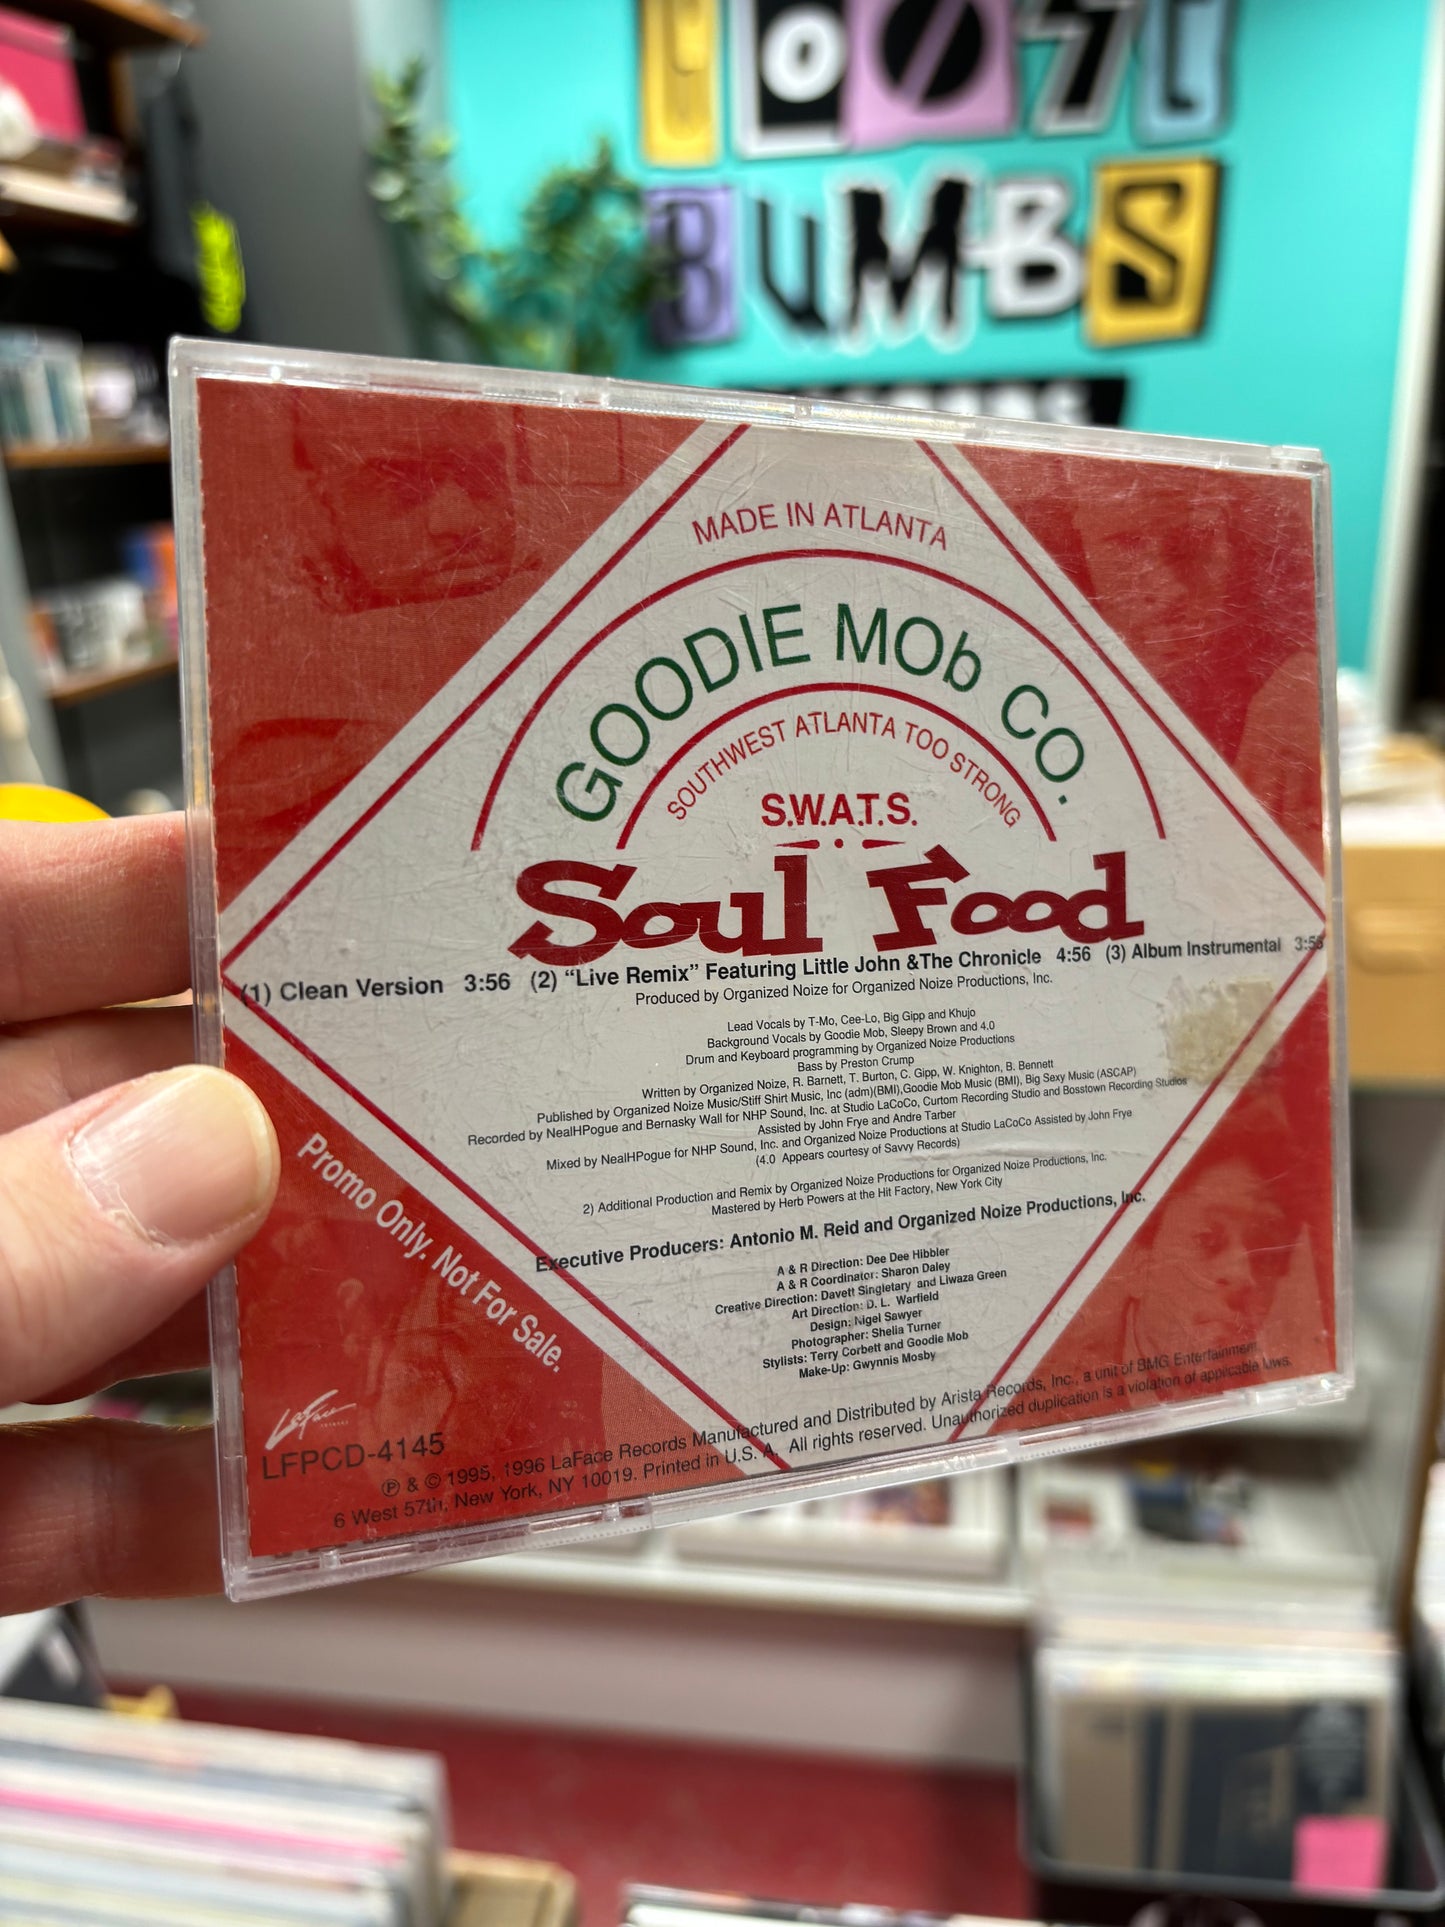 LOOSE
BUMBS
MADE IN ATLANTA
GOODIE MOb CO.
SOUTHWEST ATLANTA TOO STRONG
S.W.A.T.S.
Soul Food
(1) Clean Version 3:56 (2) “Live Remix” Featuring Little John &The Chronicle 4:56 (3) Album Instrumental 3:56
Produced by Organized Noize for Organized Noize Productions, Inc.
Lead Vocals by T-Mo, Cee-Lo, Big Gipp and Khujo
Background Vocals by Goodie Mob, Sleepy Brown and 4.0
Drum and Keyboard programming by Organized Noize Productions
Bass by Preston Crump
Written by Organized Noize, R. Barnett, T. Burton, C. Gipp, W. Knighton, B. Bennett
Published by Organized Noize Music/Stiff Shirt Music, Inc (adm)(BMI),Goodie Mob Music (BMI), Big Sexy Music (ASCAP)
Recorded by NealHPogue and Bernasky Wall for NHP Sound, Inc. at Studio LaCoCo, Curtom Recording Studio and Bosstown Recording Studios
Assisted by John Frye and Andre Tarber
Mixed by NealHPogue for NHP Sound, Inc. and Organized Noize Productions at Studio LaCoCo Assisted by John Frye
(4.0 Appears courtesy of Savvy Records)
2) Additional Production and Remix by Organized Noize Productions for Organized Noize Productions, Inc.
Mastered by Herb Powers at the Hit Factory, New York City
Executive Producers: Antonio M. Reid and Organized Noize Productions, Inc.
A & R Direction: Dee Dee Hibbler
A & R Coordinator: Sharon Daley
Creative Direction: Davett Singletary and Liwaza Green
Art Direction: D. L. Warfield
Design: Nigel Sawyer
Photographer: Shelia Turner
Stylists: Terry Corbett and Goodie Mob
Make-Up: Gwynnis Mosby
Promo Only. Not For Sale.
LaFace
LFPCD-4145
℗ & © 1995, 1996 LaFace Records Manufactured and Distributed by Arista Records, Inc., a unit of BMG Entertainment,
6 West 57th, New York, NY 10019. Printed in U.S. A. All rights reserved. Unauthorized duplication is a violation of applicable laws.